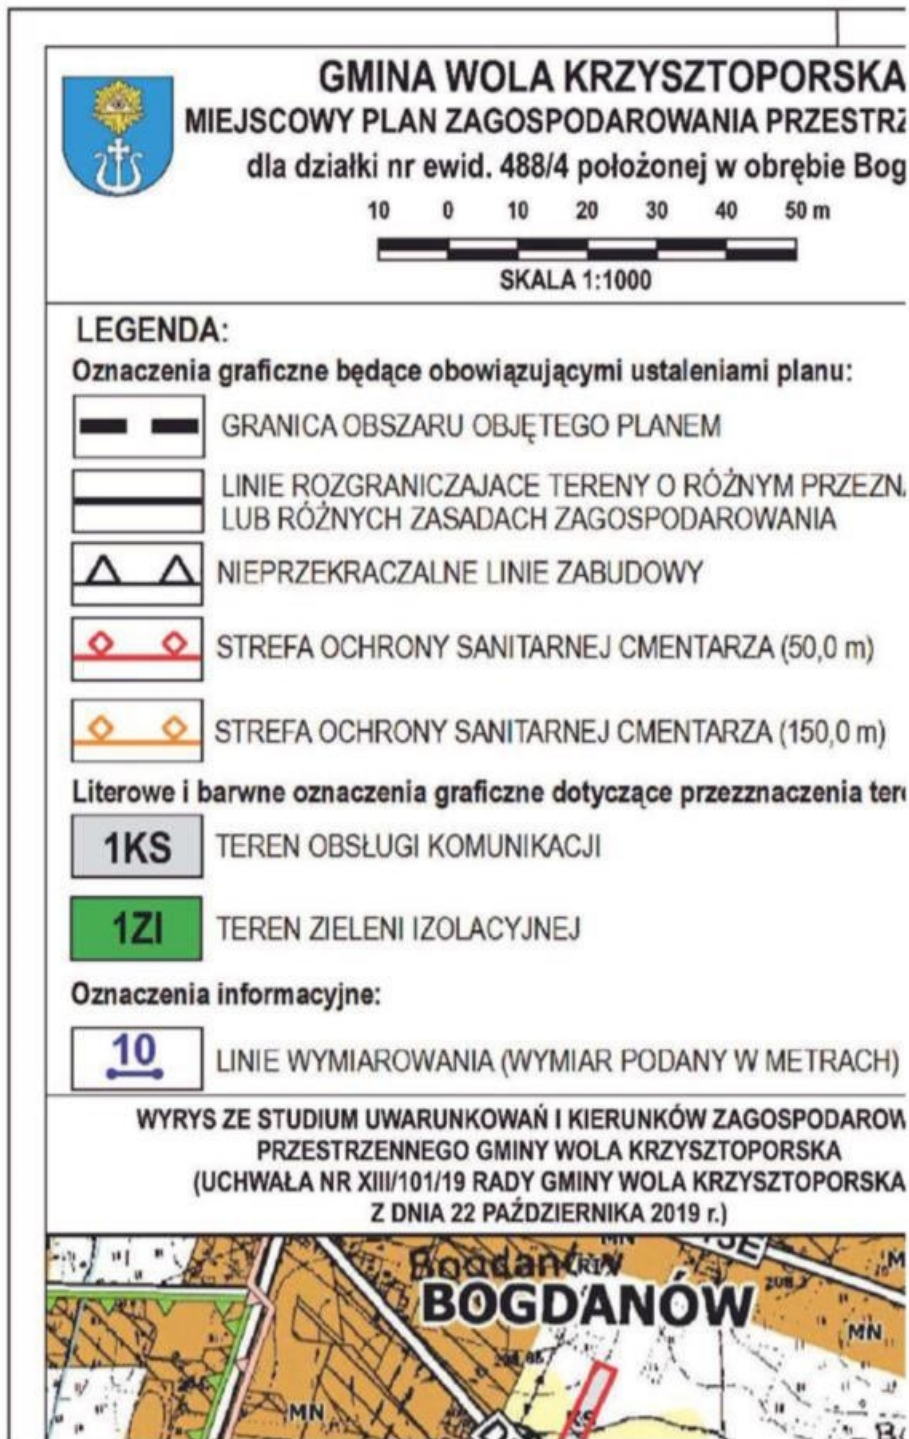 GMINA WOLA KRZYSZTOPORSKA
MIEJSCOWY PLAN ZAGOSPODAROWANIA PRZESTRZ
dla działki nr ewid. 488/4 położonej w obrębie Bog
10 0 10 20 30 40 50 m
SKALA 1:1000
LEGENDA:
Oznaczenia graficzne będące obowiązującymi ustaleniami planu:
GRANICA OBSZARU OBJĘTEGO PLANEM
LINIE ROZGRANICZAJACE TERENY O RÓŻNYM PRZEZN
LUB RÓŻNYCH ZASADACH ZAGOSPODAROWANIA
NIEPRZEKRACZALNE LINIE ZABUDOWY
STREFA OCHRONY SANITARNEJ CMENTARZA (50,0 m)
STREFA OCHRONY SANITARNEJ CMENTARZA (150,0 m)
Literowe i barwne oznaczenia graficzne dotyczące przezznaczenia ter
1KS TEREN OBSŁUGI KOMUNIKACJI
1ZI TEREN ZIELENI IZOLACYJNEJ
Oznaczenia informacyjne:
10 LINIE WYMIAROWANIA (WYMIAR PODANY W METRACH)
WYRYS ZE STUDIUM UWARUNKOWAŃ I KIERUNKÓW ZAGOSPODAROW
PRZESTRZENNEGO GMINY WOLA KRZYSZTOPORSKA
(UCHWAŁA NR XIII/101/19 RADY GMINY WOLA KRZYSZTOPORSKA
Z DNIA 22 PAŹDZIERNIKA 2019 r.)
MN
Bogdanów
BOGDANÓW
MN
MN
KS